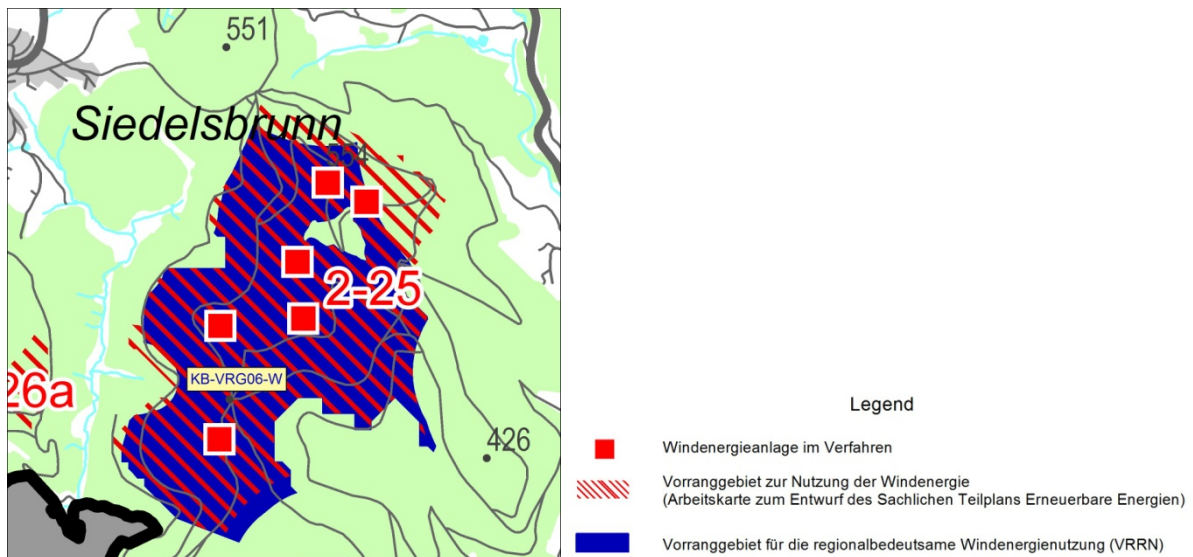 551
Siedelsbrunn
554
2-25
KB-VRG06-W
26a
426
Legend
Windenergieanlage im Verfahren
Vorranggebiet zur Nutzung der Windenergie
(Arbeitskarte zum Entwurf des Sachlichen Teilplans Erneuerbare Energien)
Vorranggebiet für die regionalbedeutsame Windenergienutzung (VRRN)